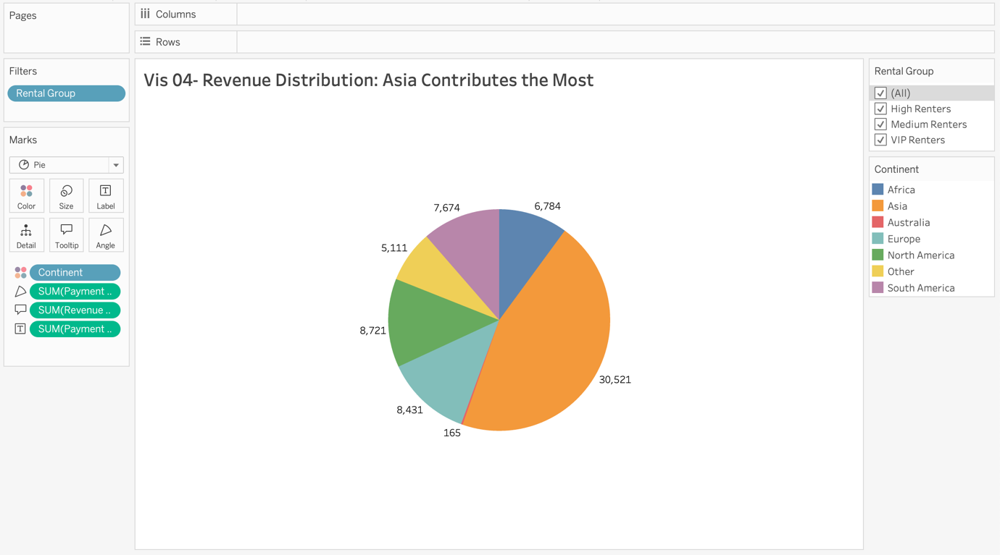 Pages
Columns
Rows
Filters
Rental Group
Marks
Pie
Color
Size
Label
Detail
Tooltip
Angle
Continent
SUM(Payment ..
SUM(Revenue ..
SUM(Payment ..
Vis 04- Revenue Distribution: Asia Contributes the Most
7,674
6,784
5,111
8,721
30,521
8,431
165
Rental Group
(All)
High Renters
Medium Renters
VIP Renters
Continent
Africa
Asia
Australia
Europe
North America
Other
South America